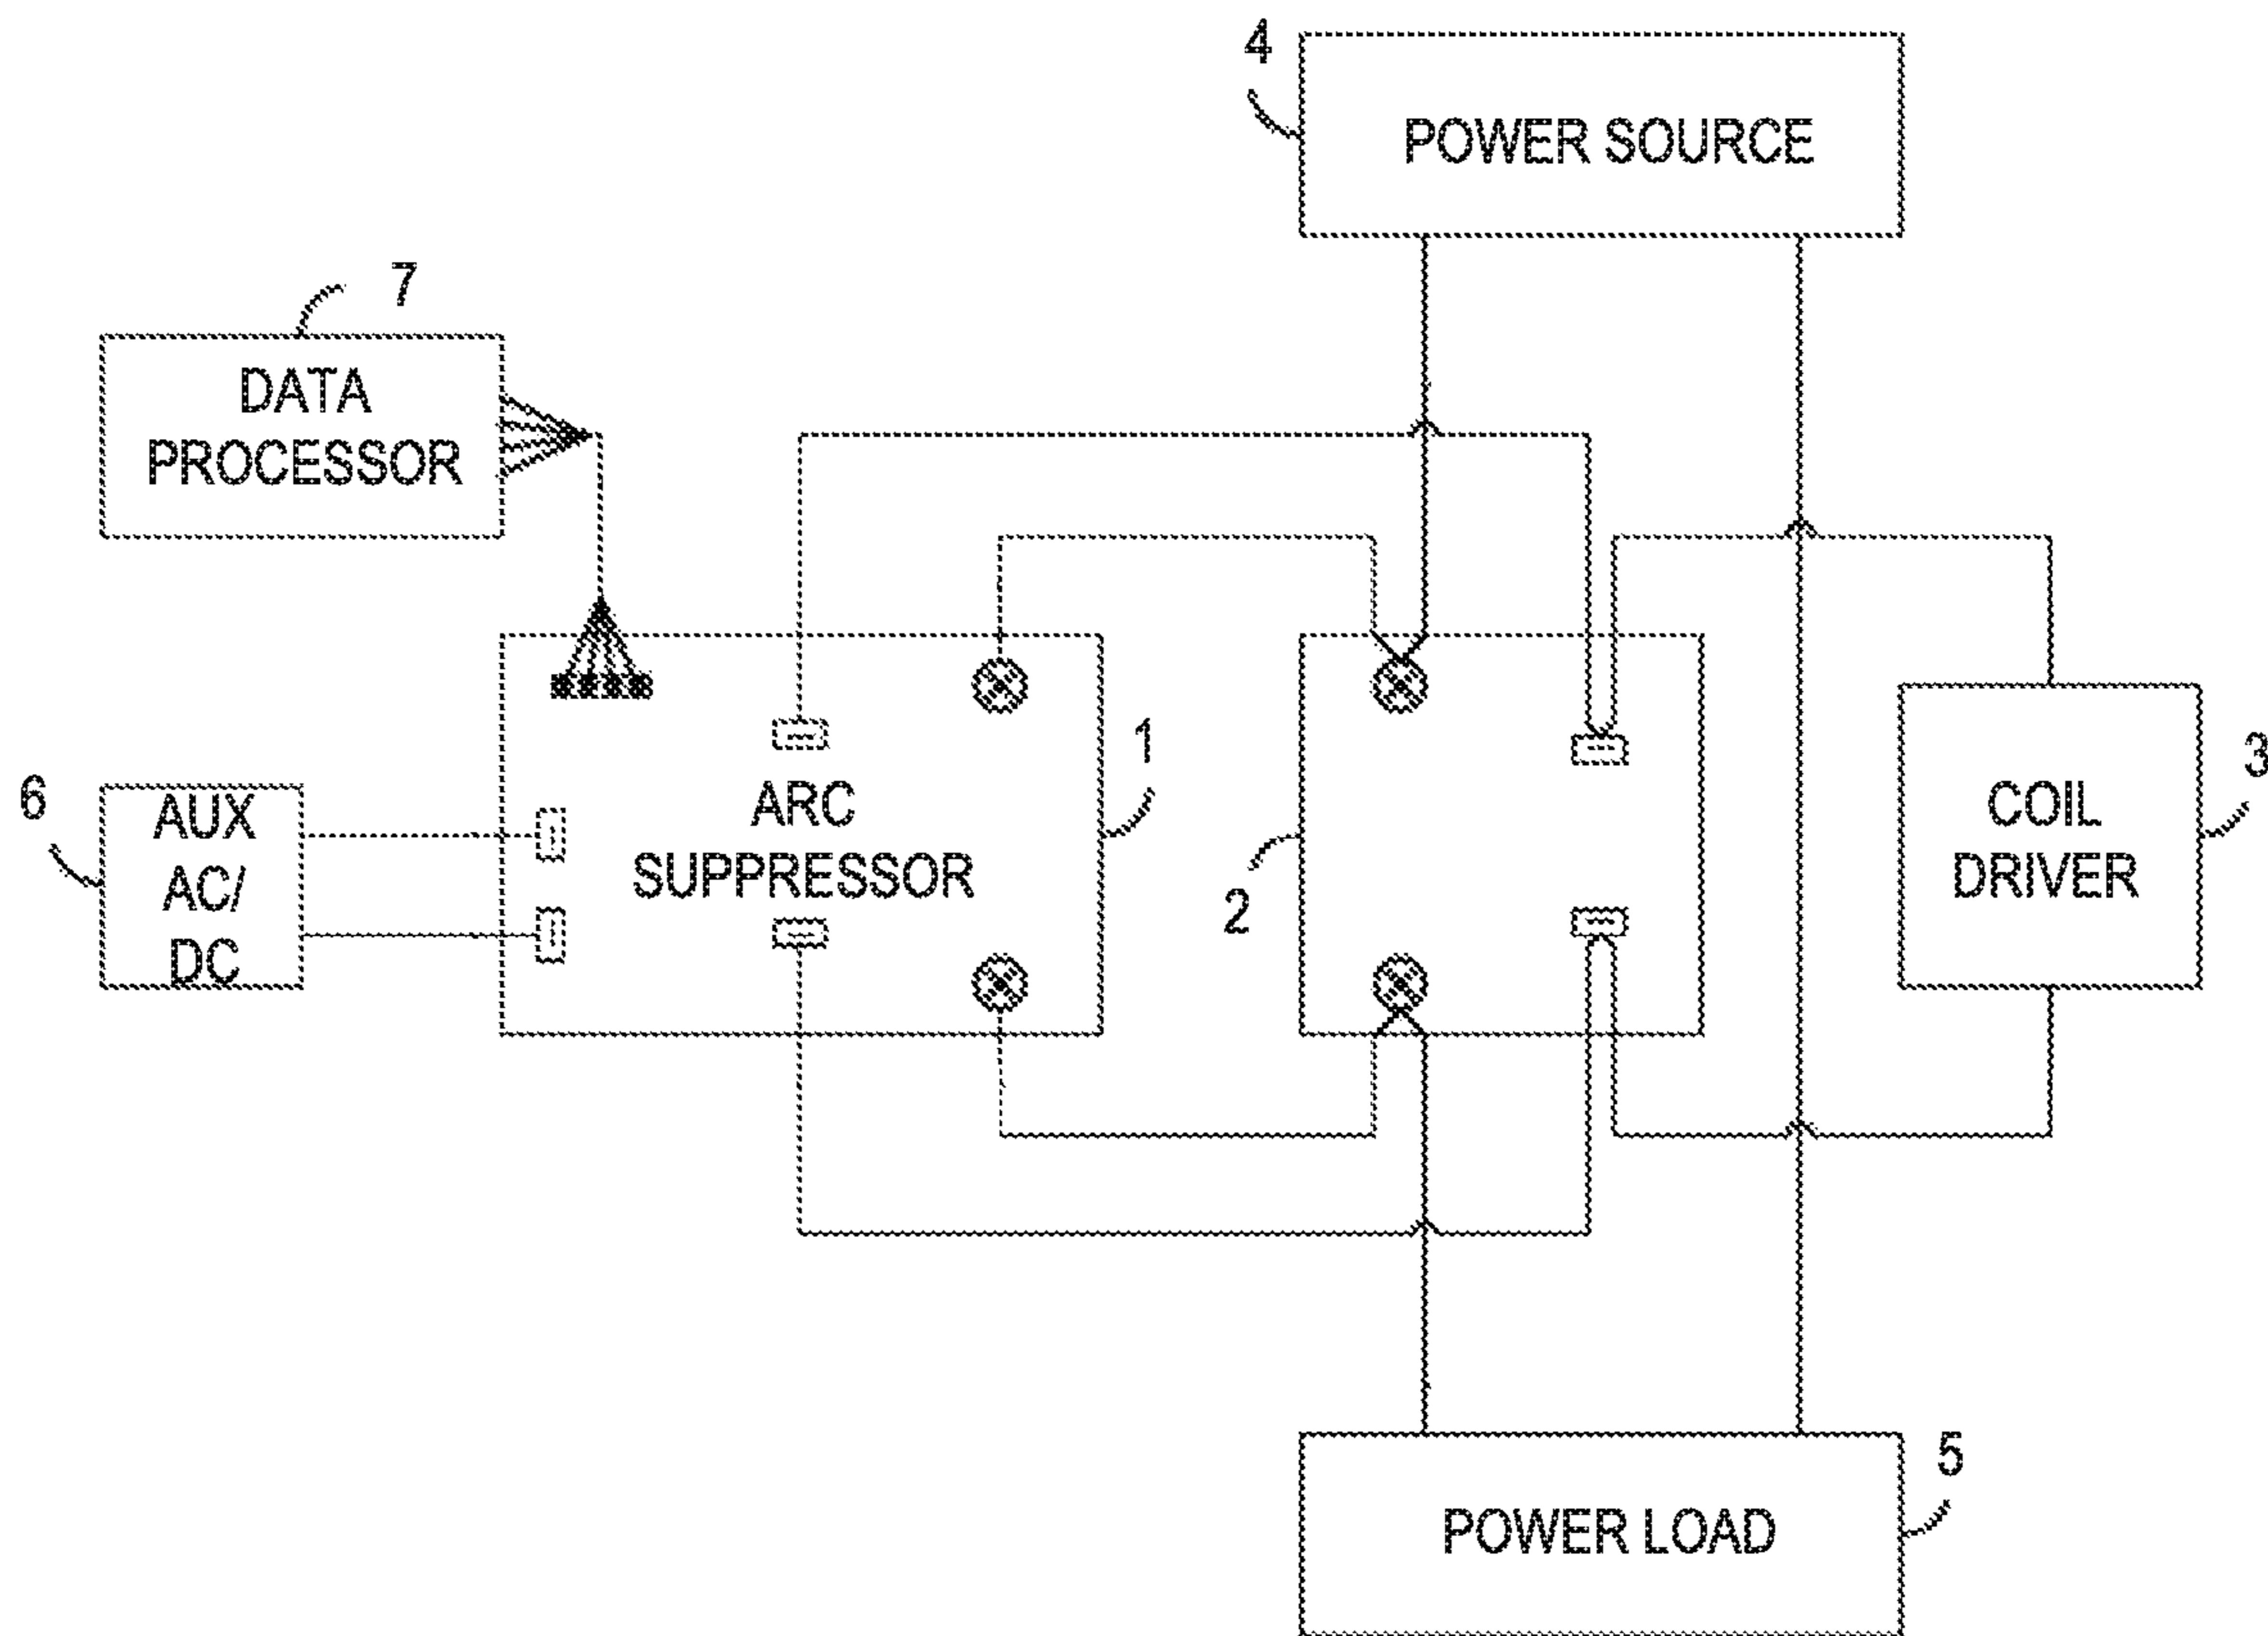 4
POWER SOURCE
7
DATA
PROCESSOR
1
ARC
SUPPRESSOR
6
AUX
AC/
DC
2
3
COIL
DRIVER
5
POWER LOAD